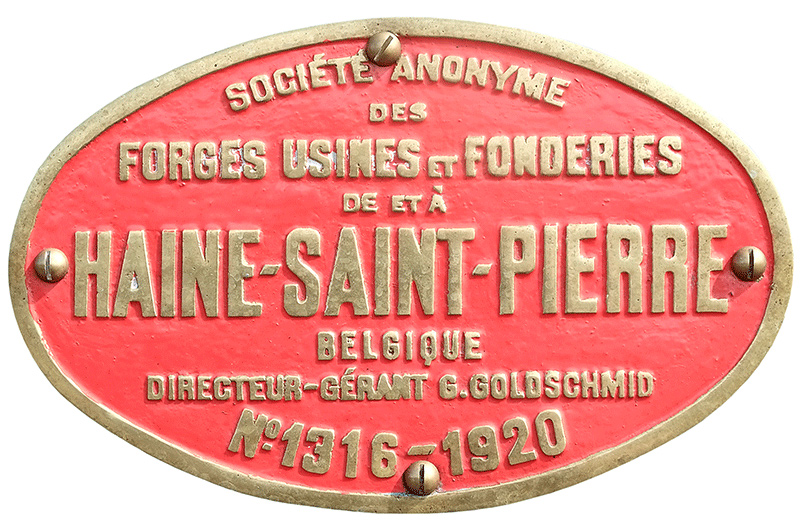 SOCIÉTÉ ANONYME
DES
FORGES USINES ET FONDERIES
DE ET À
HAINE-SAINT-PIERRE
BELGIQUE
DIRECTEUR-GÉRANT G.GOLDSCHMID
Nº1316-1920